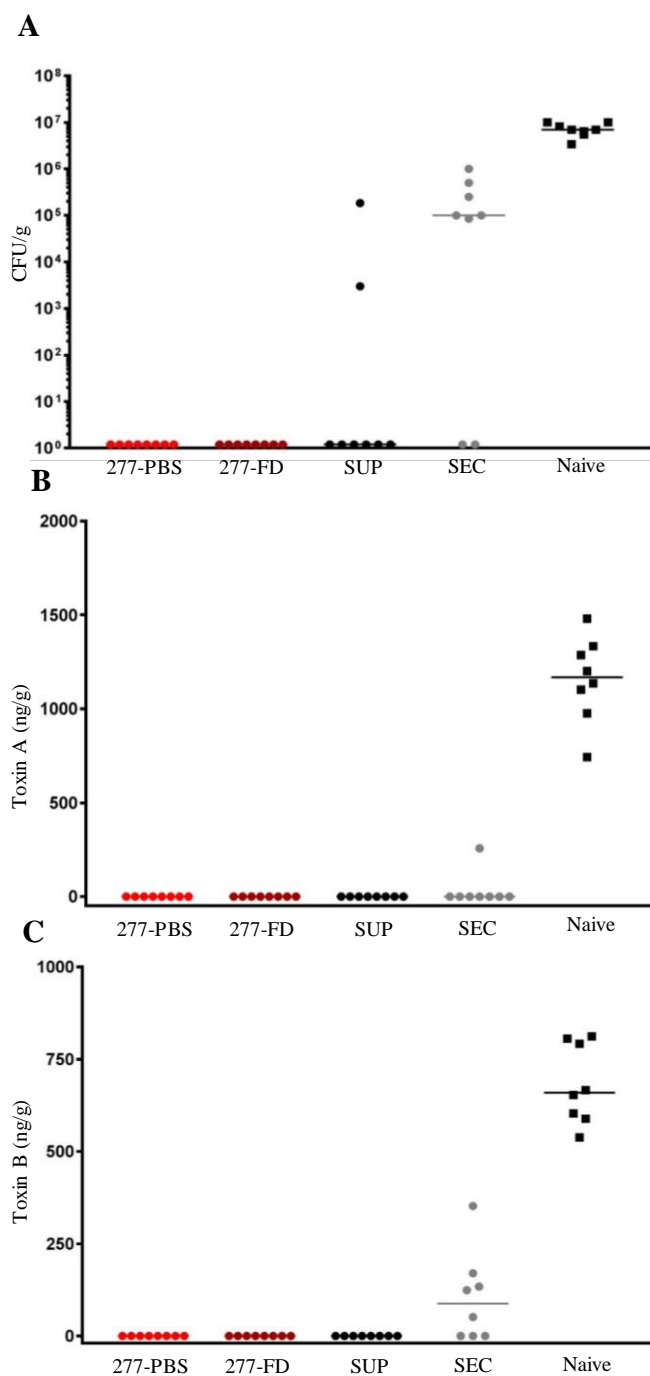 A
CFU/g
10⁸
10⁷
10⁶
10⁵
10⁴
10³
10²
10¹
10⁰
277-PBS 277-FD SUP SEC Naive
B
Toxin A (ng/g)
2000
1500
1000
500
0
277-PBS 277-FD SUP SEC Naive
C
Toxin B (ng/g)
1000
750
500
250
0
277-PBS 277-FD SUP SEC Naive